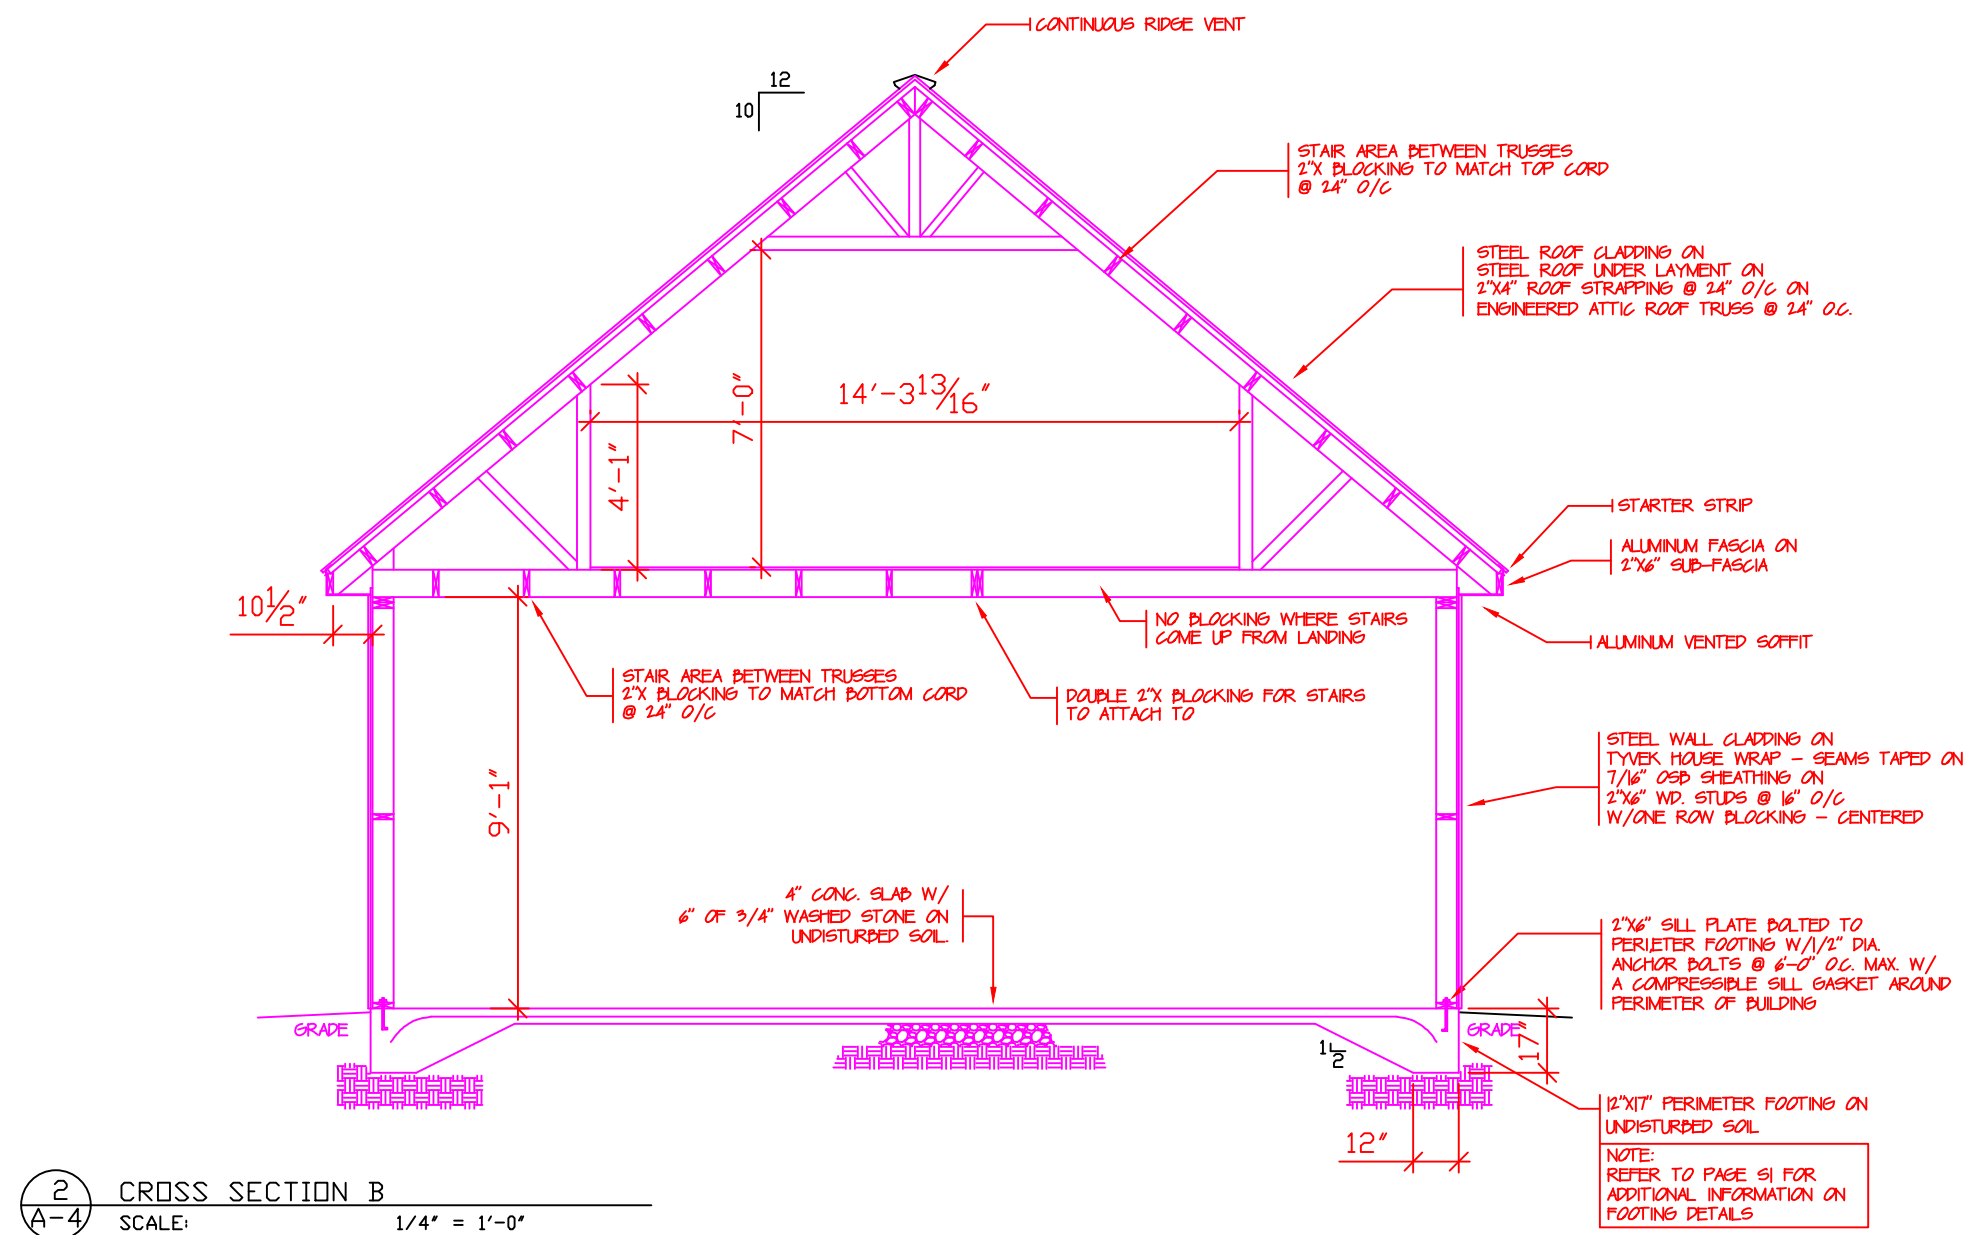 CONTINUOUS RIDGE VENT
12
10
STAIR AREA BETWEEN TRUSSES
2"X BLOCKING TO MATCH TOP CORD
@ 24" O/C
STEEL ROOF CLADDING ON
STEEL ROOF UNDER LAYMENT ON
2"X4" ROOF STRAPPING @ 24" O/C ON
ENGINEERED ATTIC ROOF TRUSS @ 24" O.C.
14'-3 13/16"
7'-0"
4'-1"
STARTER STRIP
ALUMINUM FASCIA ON
2"X6" SUB-FASCIA
10 1/2"
NO BLOCKING WHERE STAIRS
COME UP FROM LANDING
ALUMINUM VENTED SOFFIT
STAIR AREA BETWEEN TRUSSES
2"X BLOCKING TO MATCH BOTTOM CORD
@ 24" O/C
DOUBLE 2"X BLOCKING FOR STAIRS
TO ATTACH TO
9'-1"
STEEL WALL CLADDING ON
TYVEK HOUSE WRAP - SEAMS TAPED ON
7/16" OSB SHEATHING ON
2"X6" WD. STUDS @ 16" O/C
W/ONE ROW BLOCKING - CENTERED
4" CONC. SLAB W/
6" OF 3/4" WASHED STONE ON
UNDISTURBED SOIL.
2"X6" SILL PLATE BOLTED TO
PERI,ETER FOOTING W/1/2" DIA.
ANCHOR BOLTS @ 6'-0" O.C. MAX. W/
A COMPRESSIBLE SILL GASKET AROUND
PERIMETER OF BUILDING
GRADE
GRADE
17"
1
2
12"X17" PERIMETER FOOTING ON
UNDISTURBED SOIL
12"
NOTE:
REFER TO PAGE S1 FOR
ADDITIONAL INFORMATION ON
FOOTING DETAILS
2
A-4
CROSS SECTION B
SCALE: 1/4" = 1'-0"